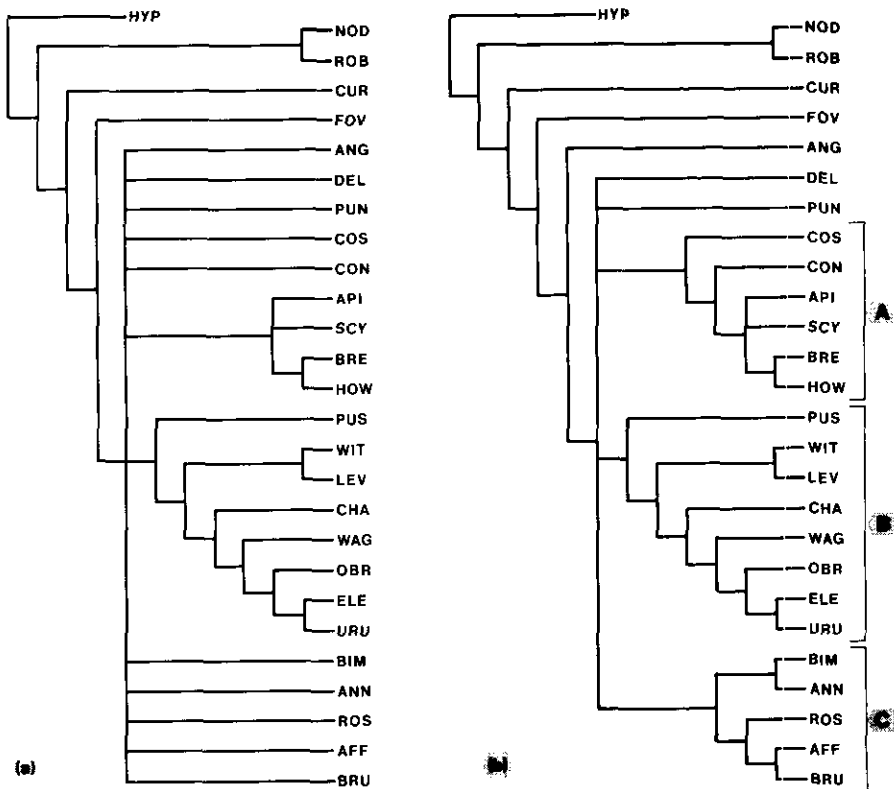 HYP
NOD
ROB
CUR
FOV
ANG
DEL
PUN
COS
CON
API
SCY
BRE
HOW
PUS
WIT
LEV
CHA
WAG
OBR
ELE
URU
BIM
ANN
ROS
AFF
BRU
(a)
HYP
NOD
ROB
CUR
FOV
ANG
DEL
PUN
COS
CON
API
SCY
BRE
HOW
A
PUS
WIT
LEV
CHA
WAG
OBR
ELE
URU
B
BIM
ANN
ROS
AFF
BRU
C
(b)